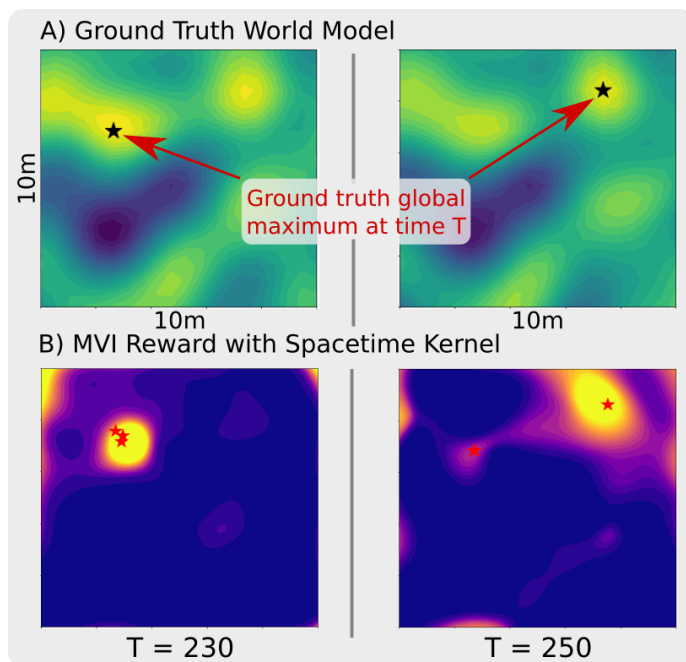 A) Ground Truth World Model
10m
Ground truth global
maximum at time T
10m
10m
B) MVI Reward with Spacetime Kernel
T = 230
T = 250